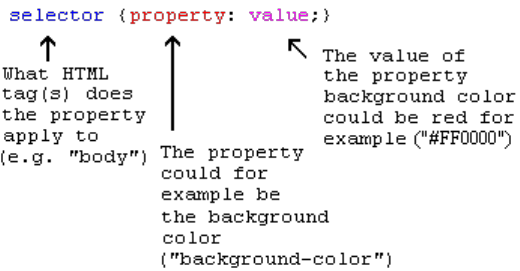 selector {property: value;}
What HTML
tag(s) does
the property
apply to
(e.g. "body")
The property
could for
example be
the background
color
("background-color")
The value of
the property
background color
could be red for
example ("#FF0000")